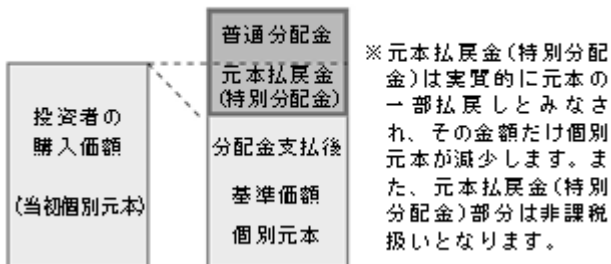 投資者の
購入価額
(当初個別元本)
普通分配金
元本払戻金
(特別分配金)
分配金支払後
基準価額
個別元本
※元本払戻金(特別分配
金)は実質的に元本の
一部払戻しとみなさ
れ、その金額だけ個別
元本が減少します。ま
た、元本払戻金(特別
分配金)部分は非課税
扱いとなります。